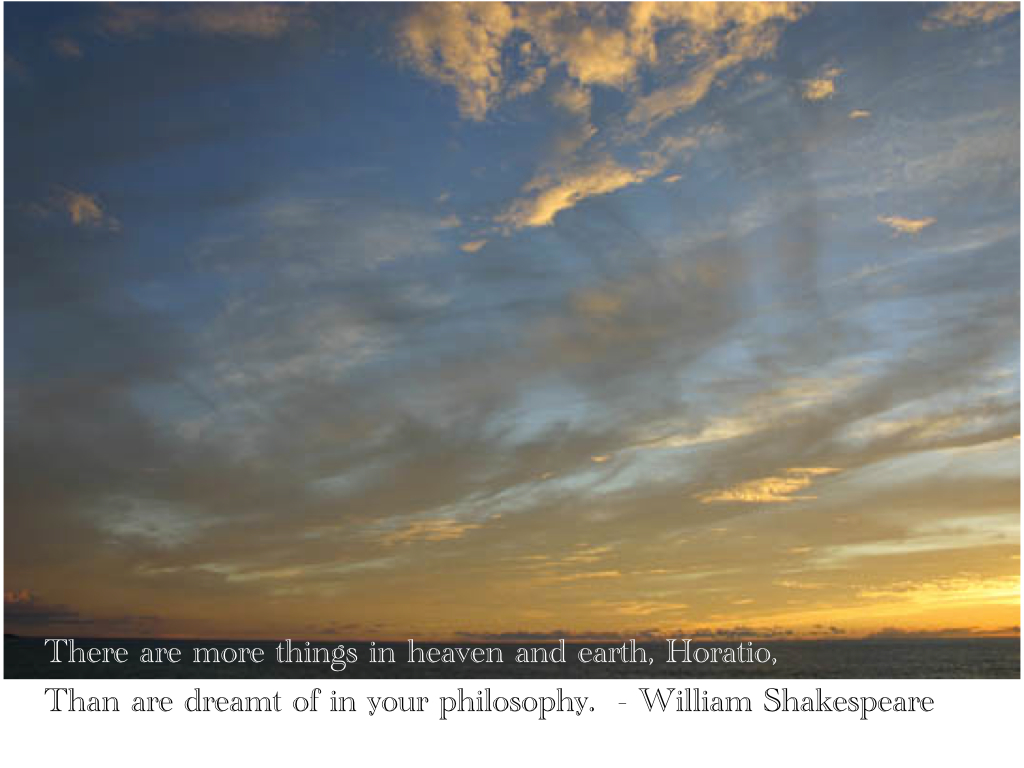 There are more things in heaven and earth, Horatio,
Than are dreamt of in your philosophy. - William Shakespeare